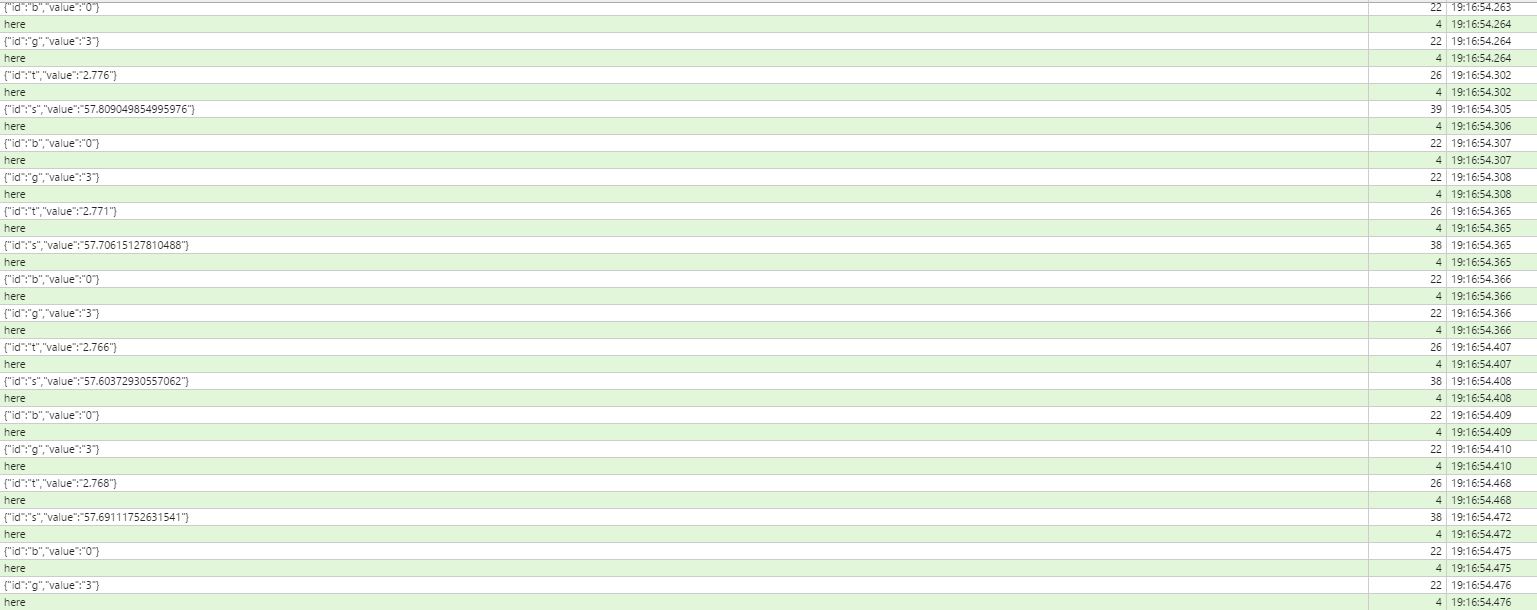 {"id":"b","value":"0"} 22 19:16:54.263
here 4 19:16:54.264
{"id":"g","value":"3"} 22 19:16:54.264
here 4 19:16:54.264
{"id":"t","value":"2.776"} 26 19:16:54.302
here 4 19:16:54.302
{"id":"s","value":"57.809049854995976"} 39 19:16:54.305
here 4 19:16:54.306
{"id":"b","value":"0"} 22 19:16:54.307
here 4 19:16:54.307
{"id":"g","value":"3"} 22 19:16:54.308
here 4 19:16:54.308
{"id":"t","value":"2.771"} 26 19:16:54.365
here 4 19:16:54.365
{"id":"s","value":"57.70615127810488"} 38 19:16:54.365
here 4 19:16:54.365
{"id":"b","value":"0"} 22 19:16:54.366
here 4 19:16:54.366
{"id":"g","value":"3"} 22 19:16:54.366
here 4 19:16:54.366
{"id":"t","value":"2.766"} 26 19:16:54.407
here 4 19:16:54.407
{"id":"s","value":"57.60372930557062"} 38 19:16:54.408
here 4 19:16:54.408
{"id":"b","value":"0"} 22 19:16:54.409
here 4 19:16:54.409
{"id":"g","value":"3"} 22 19:16:54.410
here 4 19:16:54.410
{"id":"t","value":"2.768"} 26 19:16:54.468
here 4 19:16:54.468
{"id":"s","value":"57.69111752631541"} 38 19:16:54.472
here 4 19:16:54.472
{"id":"b","value":"0"} 22 19:16:54.475
here 4 19:16:54.475
{"id":"g","value":"3"} 22 19:16:54.476
here 4 19:16:54.476